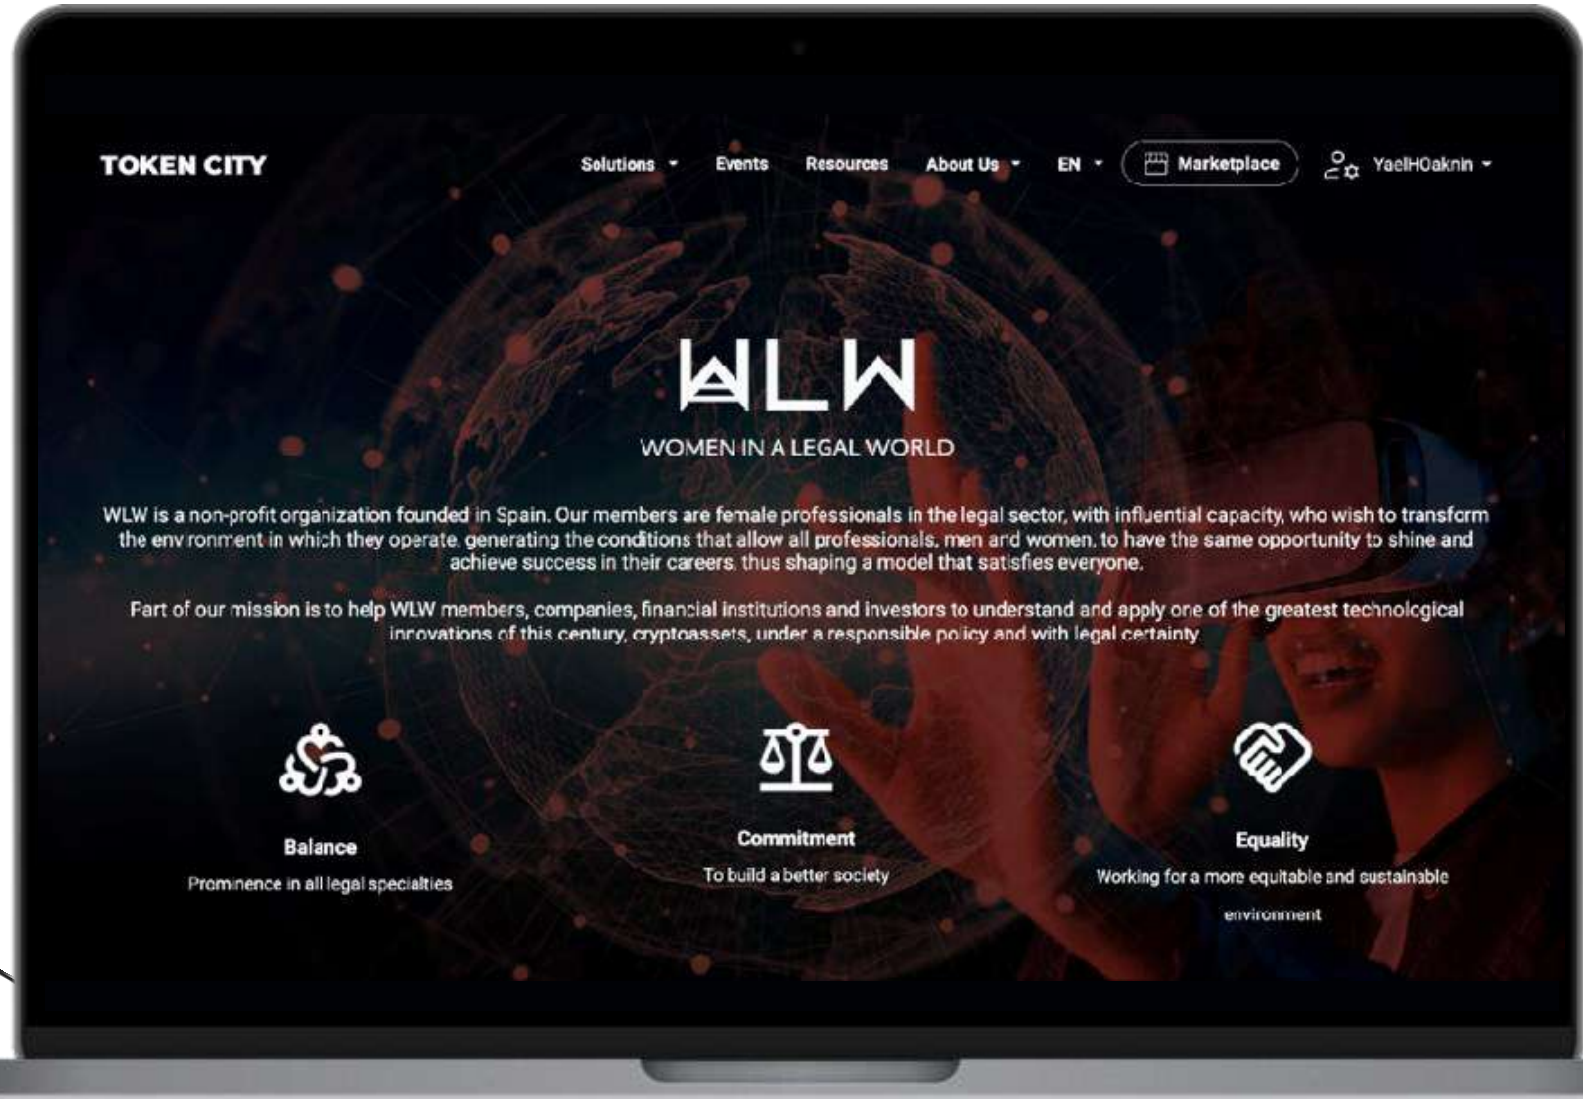 TOKEN CITY
Solutions
Events
Resources
About Us
EN
Marketplace
YaelHOaknin
WLW
WOMEN IN A LEGAL WORLD
WLW is a non-profit organization founded in Spain. Our members are female professionals in the legal sector, with influential capacity, who wish to transform
the environment in which they operate, generating the conditions that allow all professionals, men and women, to have the same opportunity to shine and
achieve success in their careers, thus shaping a model that satisfies everyone.
Part of our mission is to help WLW members, companies, financial institutions and investors to understand and apply one of the greatest technological
innovations of this century, cryptoassets, under a responsible policy and with legal certainty
Balance
Prominence in all legal specialties
Commitment
To build a better society
Equality
Working for a more equitable and sustainable
environment